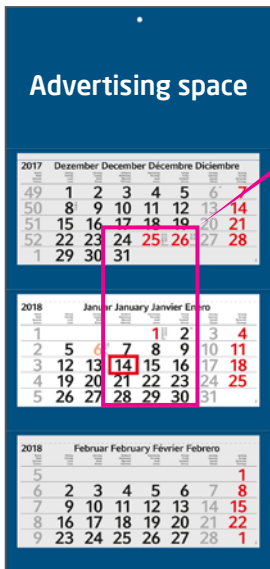 Advertising space
2017 Dezember December Décembre Diciembre
49 1 2 3 4 5 6 7
50 8 9 10 11 12 13 14
51 15 16 17 18 19 20 21
52 22 23 24 25 26 27 28
1 29 30 31
2018 Januar January Janvier Enero
1 1 2 3 4
2 5 6 7 8 9 10 11
3 12 13 14 15 16 17 18
4 19 20 21 22 23 24 25
5 26 27 28 29 30 31
2018 Februar February Février Febrero
5 1
6 2 3 4 5 6 7 8
7 9 10 11 12 13 14 15
8 16 17 18 19 20 21 22
9 23 24 25 26 27 28 1